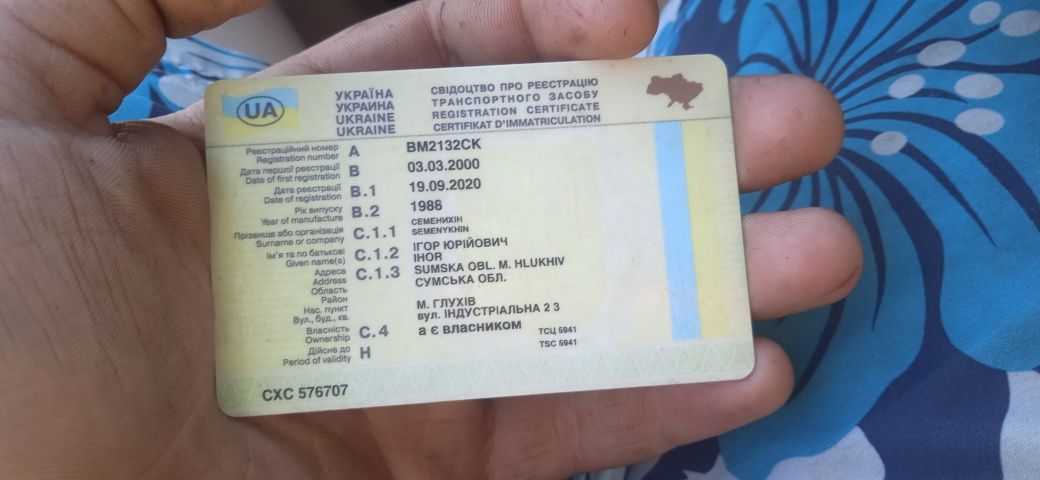 UA
УКРАЇНА
УКРАИНА
UKRAINE
UKRAINE
СВІДОЦТВО ПРО РЕЄСТРАЦІЮ
ТРАНСПОРТНОГО ЗАСОБУ
REGISTRATION CERTIFICATE
CERTIFIKAT D'IMMATRICULATION
Реєстраційний номер A BM2132CK
Registration number
Дата першої реєстрації B 03.03.2000
Date of first registration
Дата реєстрації B.1 19.09.2020
Date of registration
Рік випуску B.2 1988
Year of manufacture
Прізвище або організація C.1.1 СЕМЕНИХІН
Surname or company SEMENYKHIN
Ім'я та по батькові C.1.2 ІГОР ЮРІЙОВИЧ
Given name(s) IHOR
Адреса C.1.3 SUMSKA OBL. M. HLUKHIV
Address СУМСЬКА ОБЛ.
Область
Район
Нас. пункт М. ГЛУХІВ
Вул., буд., кв. вул. ІНДУСТРІАЛЬНА 2 3
Власність C.4 а є власником ТСЦ 5941
Ownership TSC 5941
Дійсне до H
Period of validity
CXC 576707